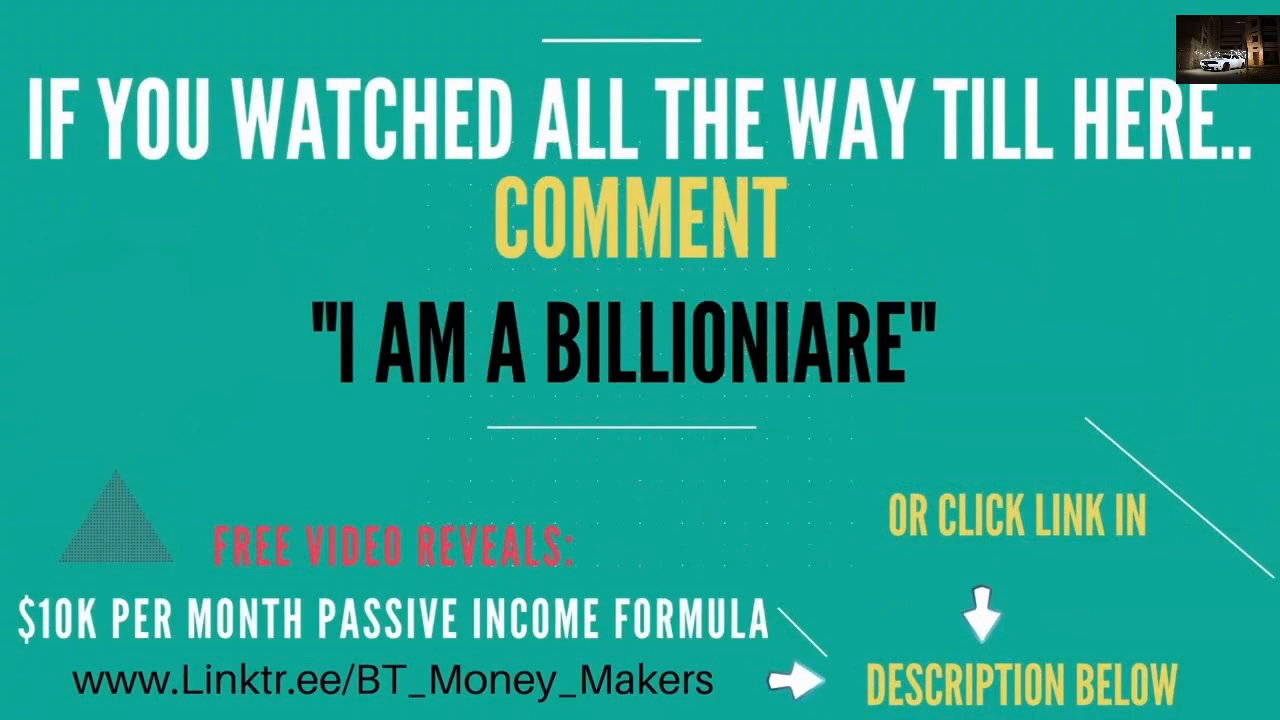 IF YOU WATCHED ALL THE WAY TILL HERE..
COMMENT
"I AM A BILLIONIARE"
OR CLICK LINK IN
FREE VIDEO REVEALS:
$10K PER MONTH PASSIVE INCOME FORMULA
www.Linktr.ee/BT_Money_Makers
DESCRIPTION BELOW